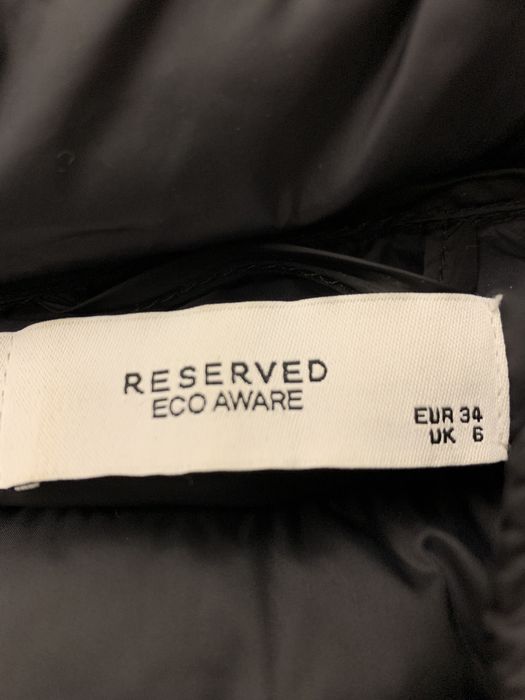 RESERVED
ECO AWARE
EUR 34
UK 6